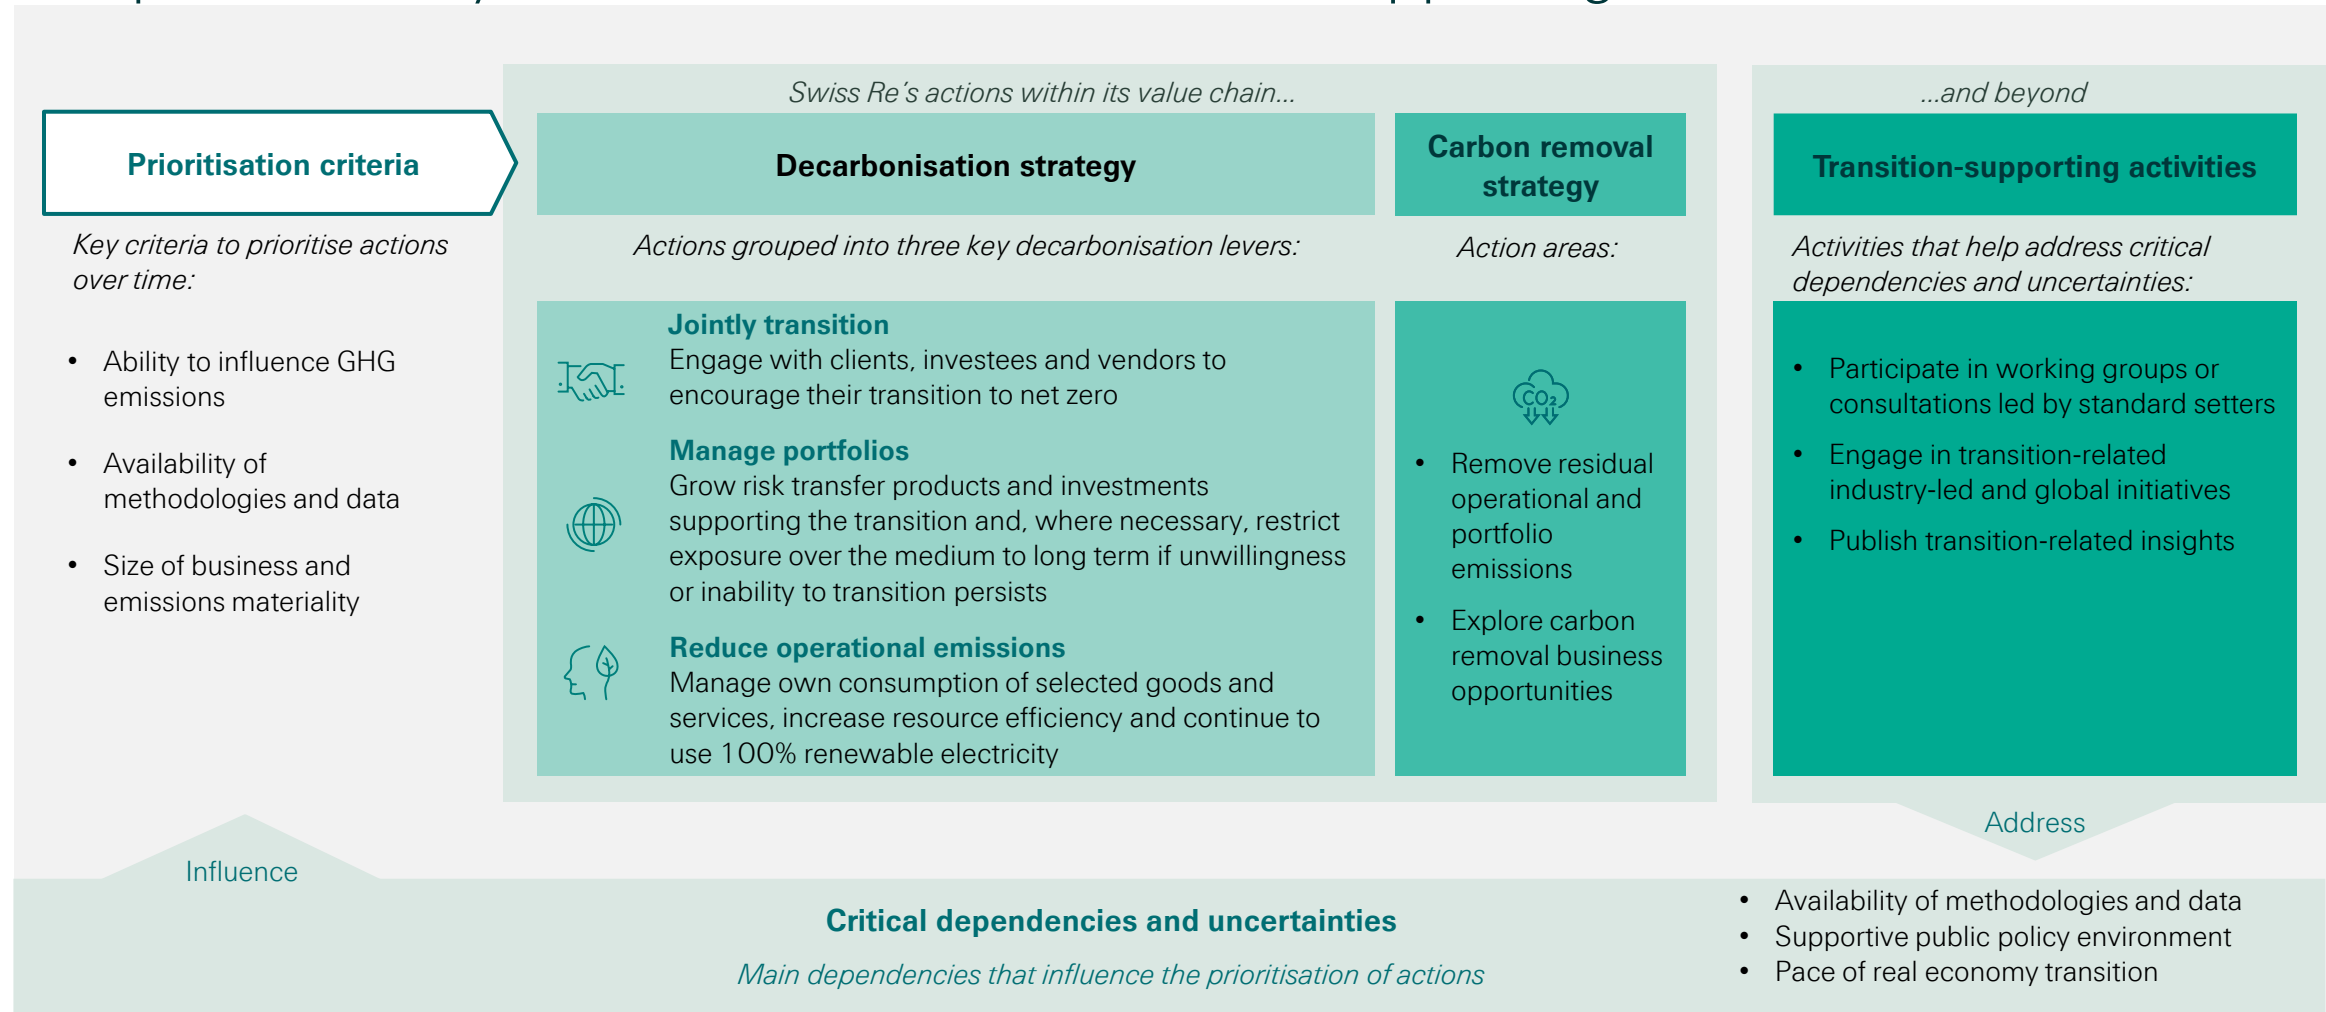 Swiss Re's actions within its value chain...
...and beyond
Prioritisation criteria
Decarbonisation strategy
Carbon removal
strategy
Transition-supporting activities
Key criteria to prioritise actions
over time:
• Ability to influence GHG
emissions
• Availability of
methodologies and data
• Size of business and
emissions materiality
Actions grouped into three key decarbonisation levers:
Jointly transition
Engage with clients, investees and vendors to
encourage their transition to net zero
Manage portfolios
Grow risk transfer products and investments
supporting the transition and, where necessary, restrict
exposure over the medium to long term if unwillingness
or inability to transition persists
Reduce operational emissions
Manage own consumption of selected goods and
services, increase resource efficiency and continue to
use 100% renewable electricity
Action areas:
CO₂
• Remove residual
operational and
portfolio
emissions
• Explore carbon
removal business
opportunities
Activities that help address critical
dependencies and uncertainties:
• Participate in working groups or
consultations led by standard setters
• Engage in transition-related
industry-led and global initiatives
• Publish transition-related insights
Influence
Address
Critical dependencies and uncertainties
Main dependencies that influence the prioritisation of actions
• Availability of methodologies and data
• Supportive public policy environment
• Pace of real economy transition